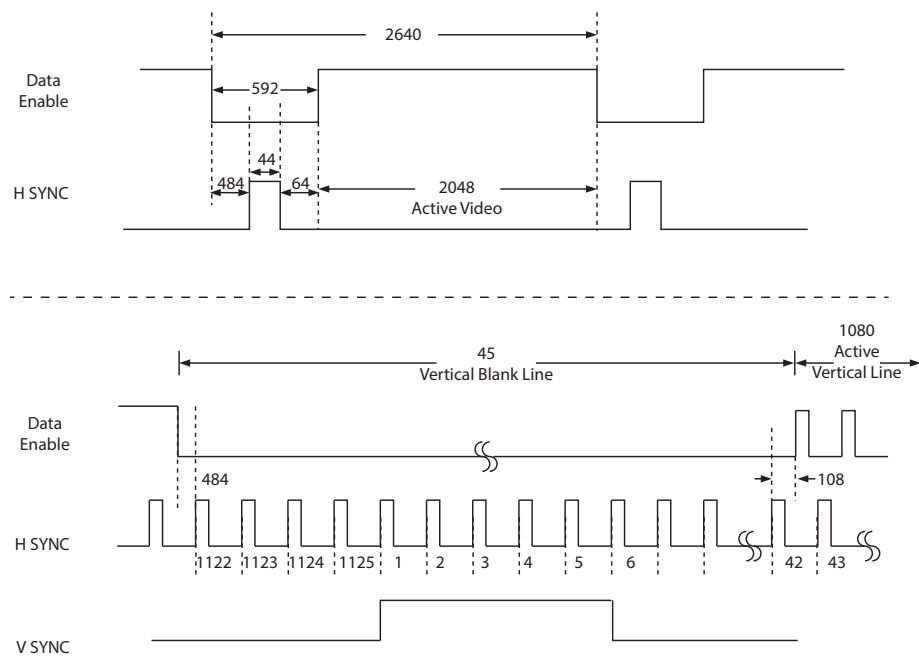 2640
Data
Enable
592
44
H SYNC
484
64
2048
Active Video
45
Vertical Blank Line
1080
Active
Vertical Line
Data
Enable
484
108
H SYNC
1122 1123 1124 1125 1 2 3 4 5 6 42 43
V SYNC